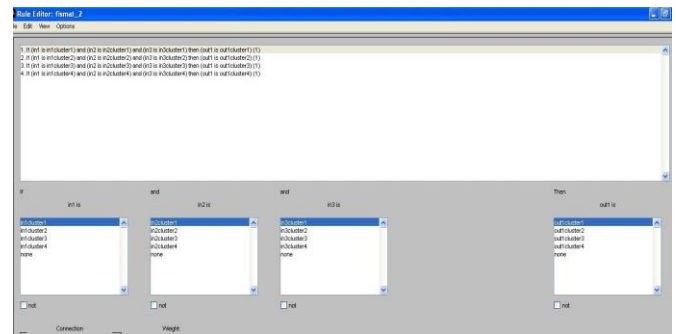 Rule Editor: fismat_2
Edit View Options
1. If (in1 is in1cluster1) and (in2 is in2cluster1) and (in3 is in3cluster1) then (out1 is out1cluster1) (1)
2. If (in1 is in1cluster2) and (in2 is in2cluster2) and (in3 is in3cluster2) then (out1 is out1cluster2) (1)
3. If (in1 is in1cluster3) and (in2 is in2cluster3) and (in3 is in3cluster3) then (out1 is out1cluster3) (1)
4. If (in1 is in1cluster4) and (in2 is in2cluster4) and (in3 is in3cluster4) then (out1 is out1cluster4) (1)
If and and Then
in1 is in2 is in3 is out1 is
in1cluster1 in2cluster1 in3cluster1 out1cluster1
in1cluster2 in2cluster2 in3cluster2 out1cluster2
in1cluster3 in2cluster3 in3cluster3 out1cluster3
in1cluster4 in2cluster4 in3cluster4 out1cluster4
none none none none
not not not not
Connection Weight: